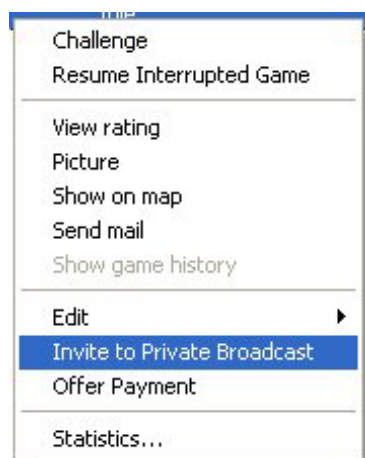 Challenge
Resume Interrupted Game
View rating
Picture
Show on map
Send mail
Show game history
Edit
Invite to Private Broadcast
Offer Payment
Statistics...